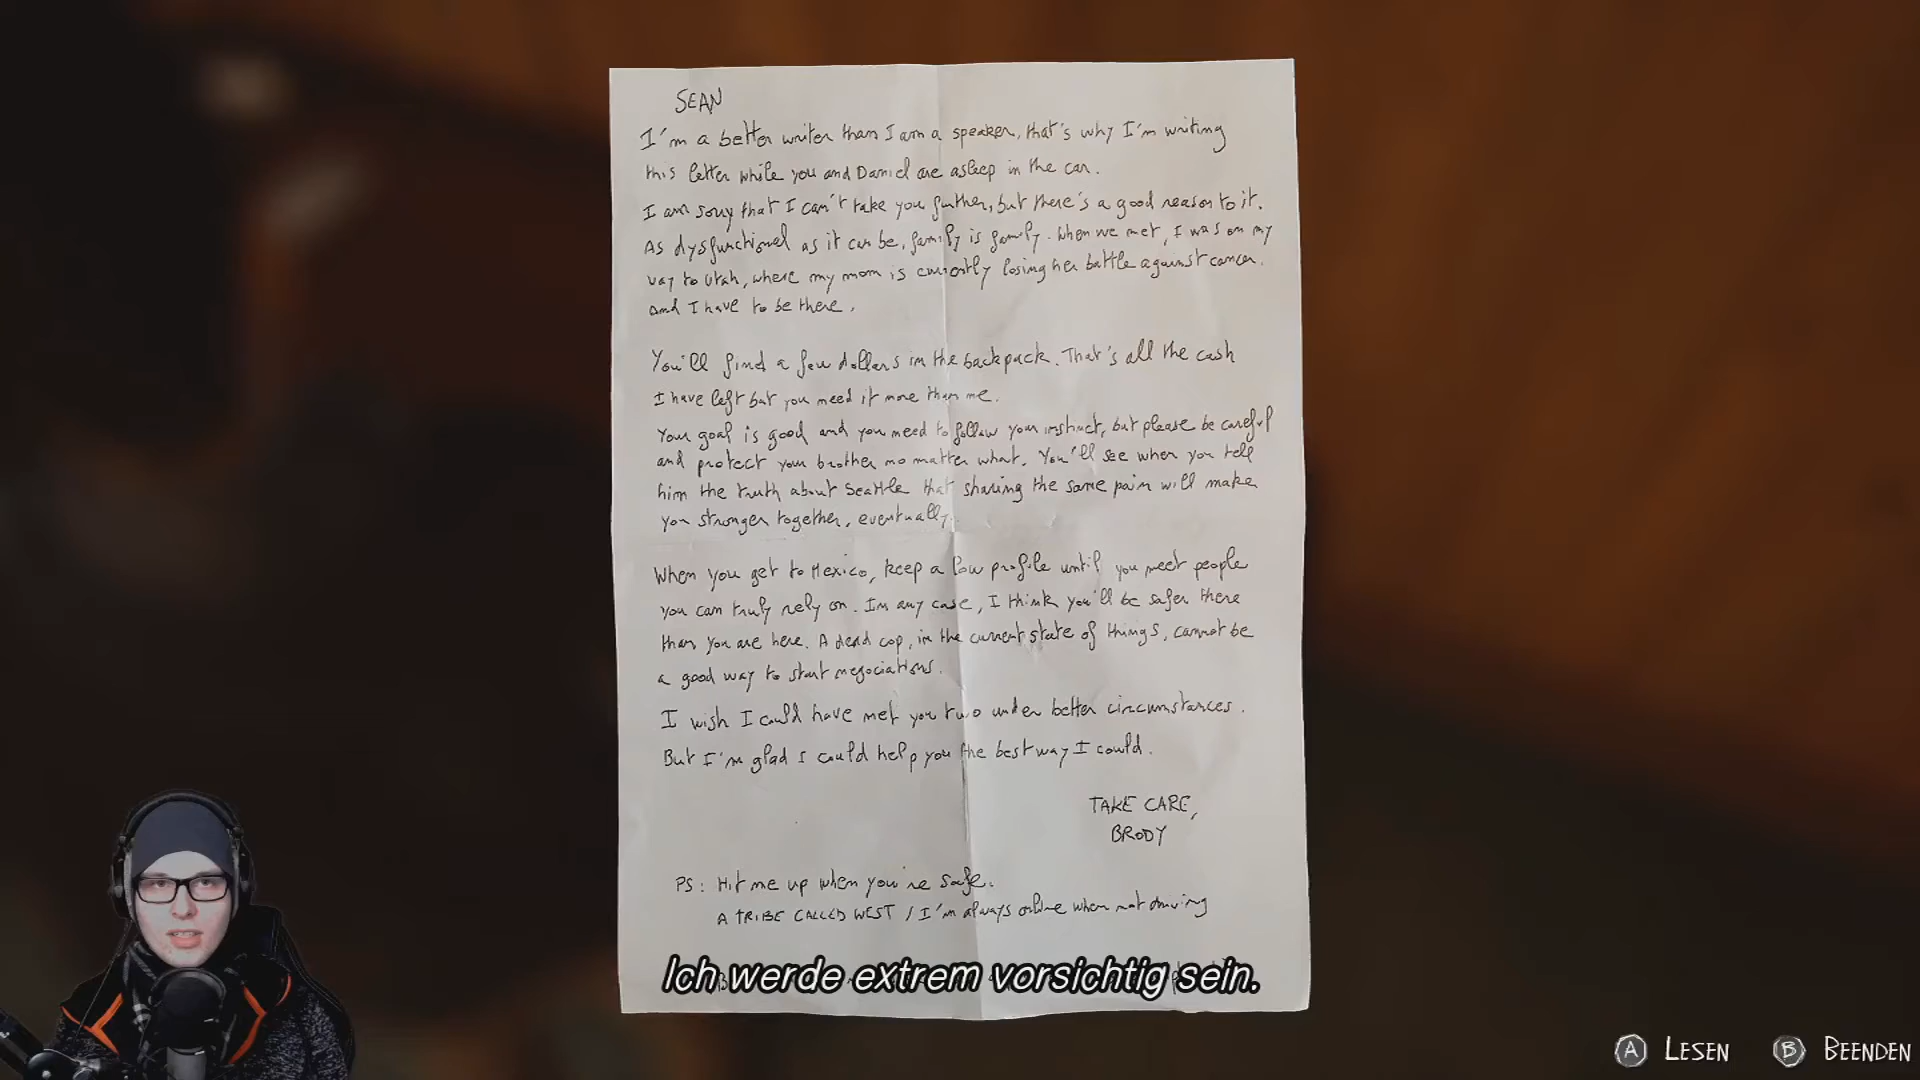 SEAN
I'm a better writer than I am a speaker, that's why I'm writing
this letter while you and Daniel are asleep in the car.
I am sorry that I can't take you further, but there's a good reason to it.
As dysfunctional as it can be, family is family. When we met, I was on my
way to Utah, where my mom is currently losing her battle against cancer.
and I have to be there.
You'll find a few dollars in the backpack. That's all the cash
I have left but you need it more than me.
Your goal is good and you need to follow your instinct, but please be careful
and protect your brother no matter what. You'll see when you tell
him the truth about Seattle that sharing the same pain will make
you stronger together, eventually.
When you get to Mexico, keep a low profile until you meet people
you can truly rely on. In any case, I think you'll be safer there
than you are here. A dead cop, in the current state of things, cannot be
a good way to start negociations.
I wish I could have met you two under better circumstances.
But I'm glad I could help you the best way I could.
TAKE CARE,
BRODY
PS: Hit me up when you're safe.
A TRIBE CALLED WEST / I'm always online when not driving
Ich werde extrem vorsichtig sein.
A LESEN B BEENDEN